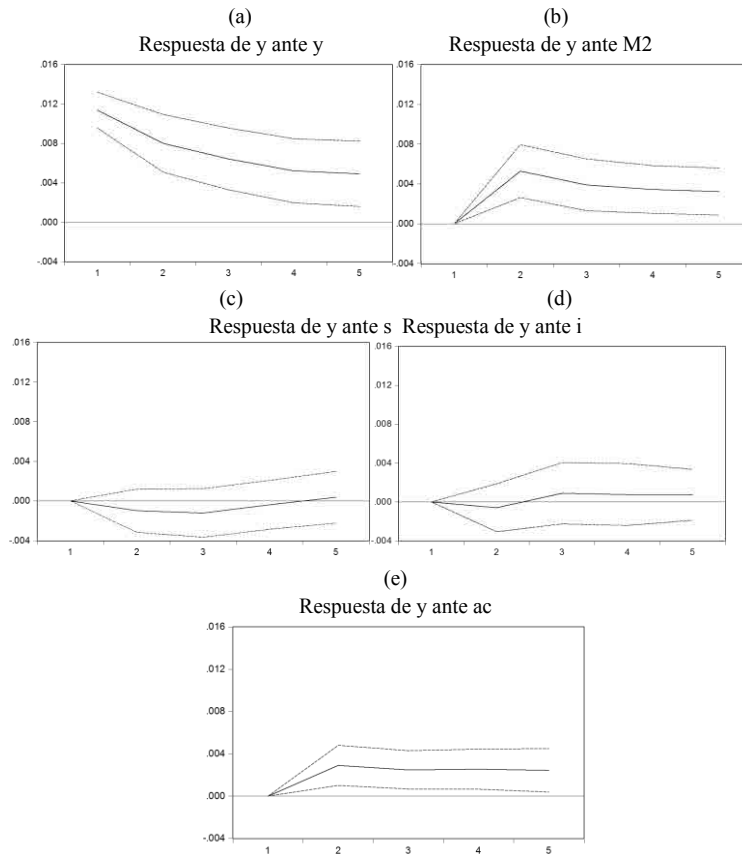 (a)
Respuesta de y ante y
.016
.012
.008
.004
.000
-.004
1 2 3 4 5
(b)
Respuesta de y ante M2
.016
.012
.008
.004
.000
-.004
1 2 3 4 5
(c)
Respuesta de y ante s
.016
.012
.008
.004
.000
-.004
1 2 3 4 5
(d)
Respuesta de y ante i
.016
.012
.008
.004
.000
-.004
1 2 3 4 5
(e)
Respuesta de y ante ac
.016
.012
.008
.004
.000
-.004
1 2 3 4 5